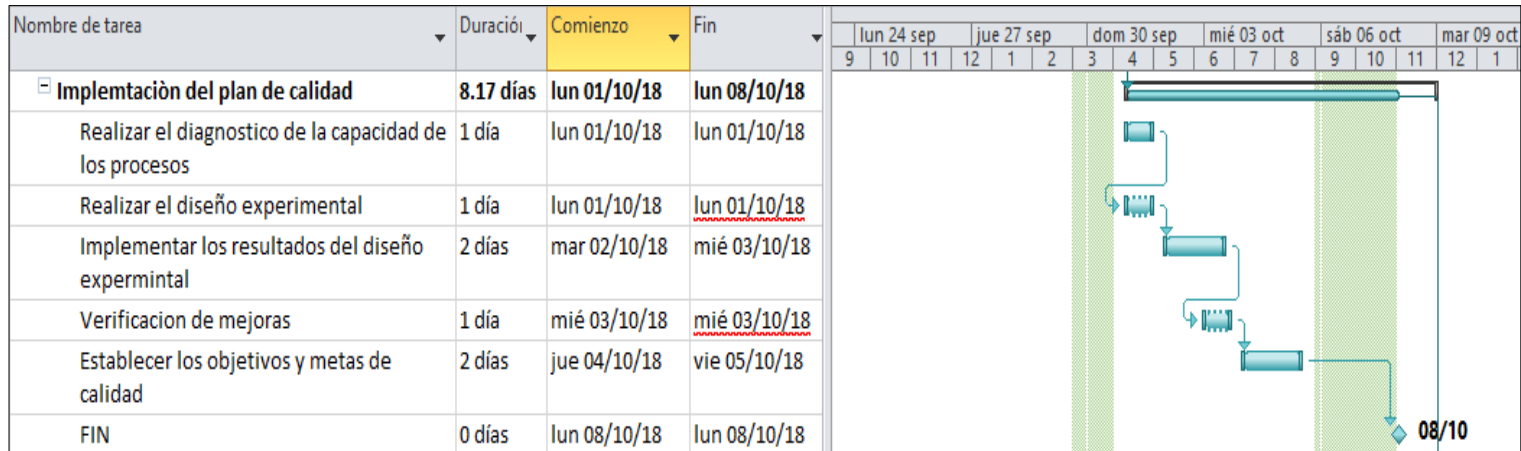 Nombre de tarea Duración Comienzo Fin
lun 24 sep jue 27 sep dom 30 sep mié 03 oct sáb 06 oct mar 09 oct
9 10 11 12 1 2 3 4 5 6 7 8 9 10 11 12 1
Implemtaciòn del plan de calidad 8.17 días lun 01/10/18 lun 08/10/18
Realizar el diagnostico de la capacidad de 1 día lun 01/10/18 lun 01/10/18
los procesos
Realizar el diseño experimental 1 día lun 01/10/18 lun 01/10/18
Implementar los resultados del diseño 2 días mar 02/10/18 mié 03/10/18
expermintal
Verificacion de mejoras 1 día mié 03/10/18 mié 03/10/18
Establecer los objetivos y metas de 2 días jue 04/10/18 vie 05/10/18
calidad
FIN 0 días lun 08/10/18 lun 08/10/18 08/10